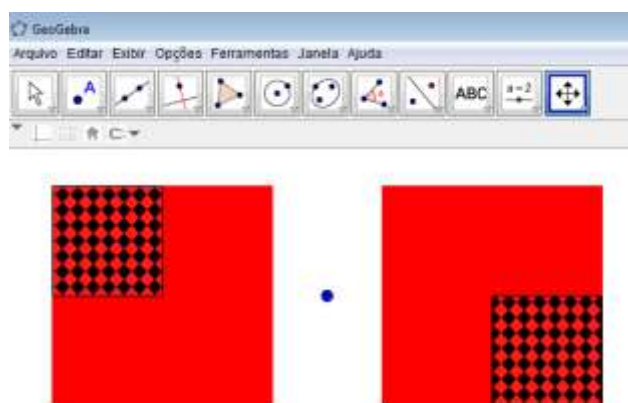 GeoGebra
Arquivo Editar Exibir Opções Ferramentas Janela Ajuda
A ABC a=2